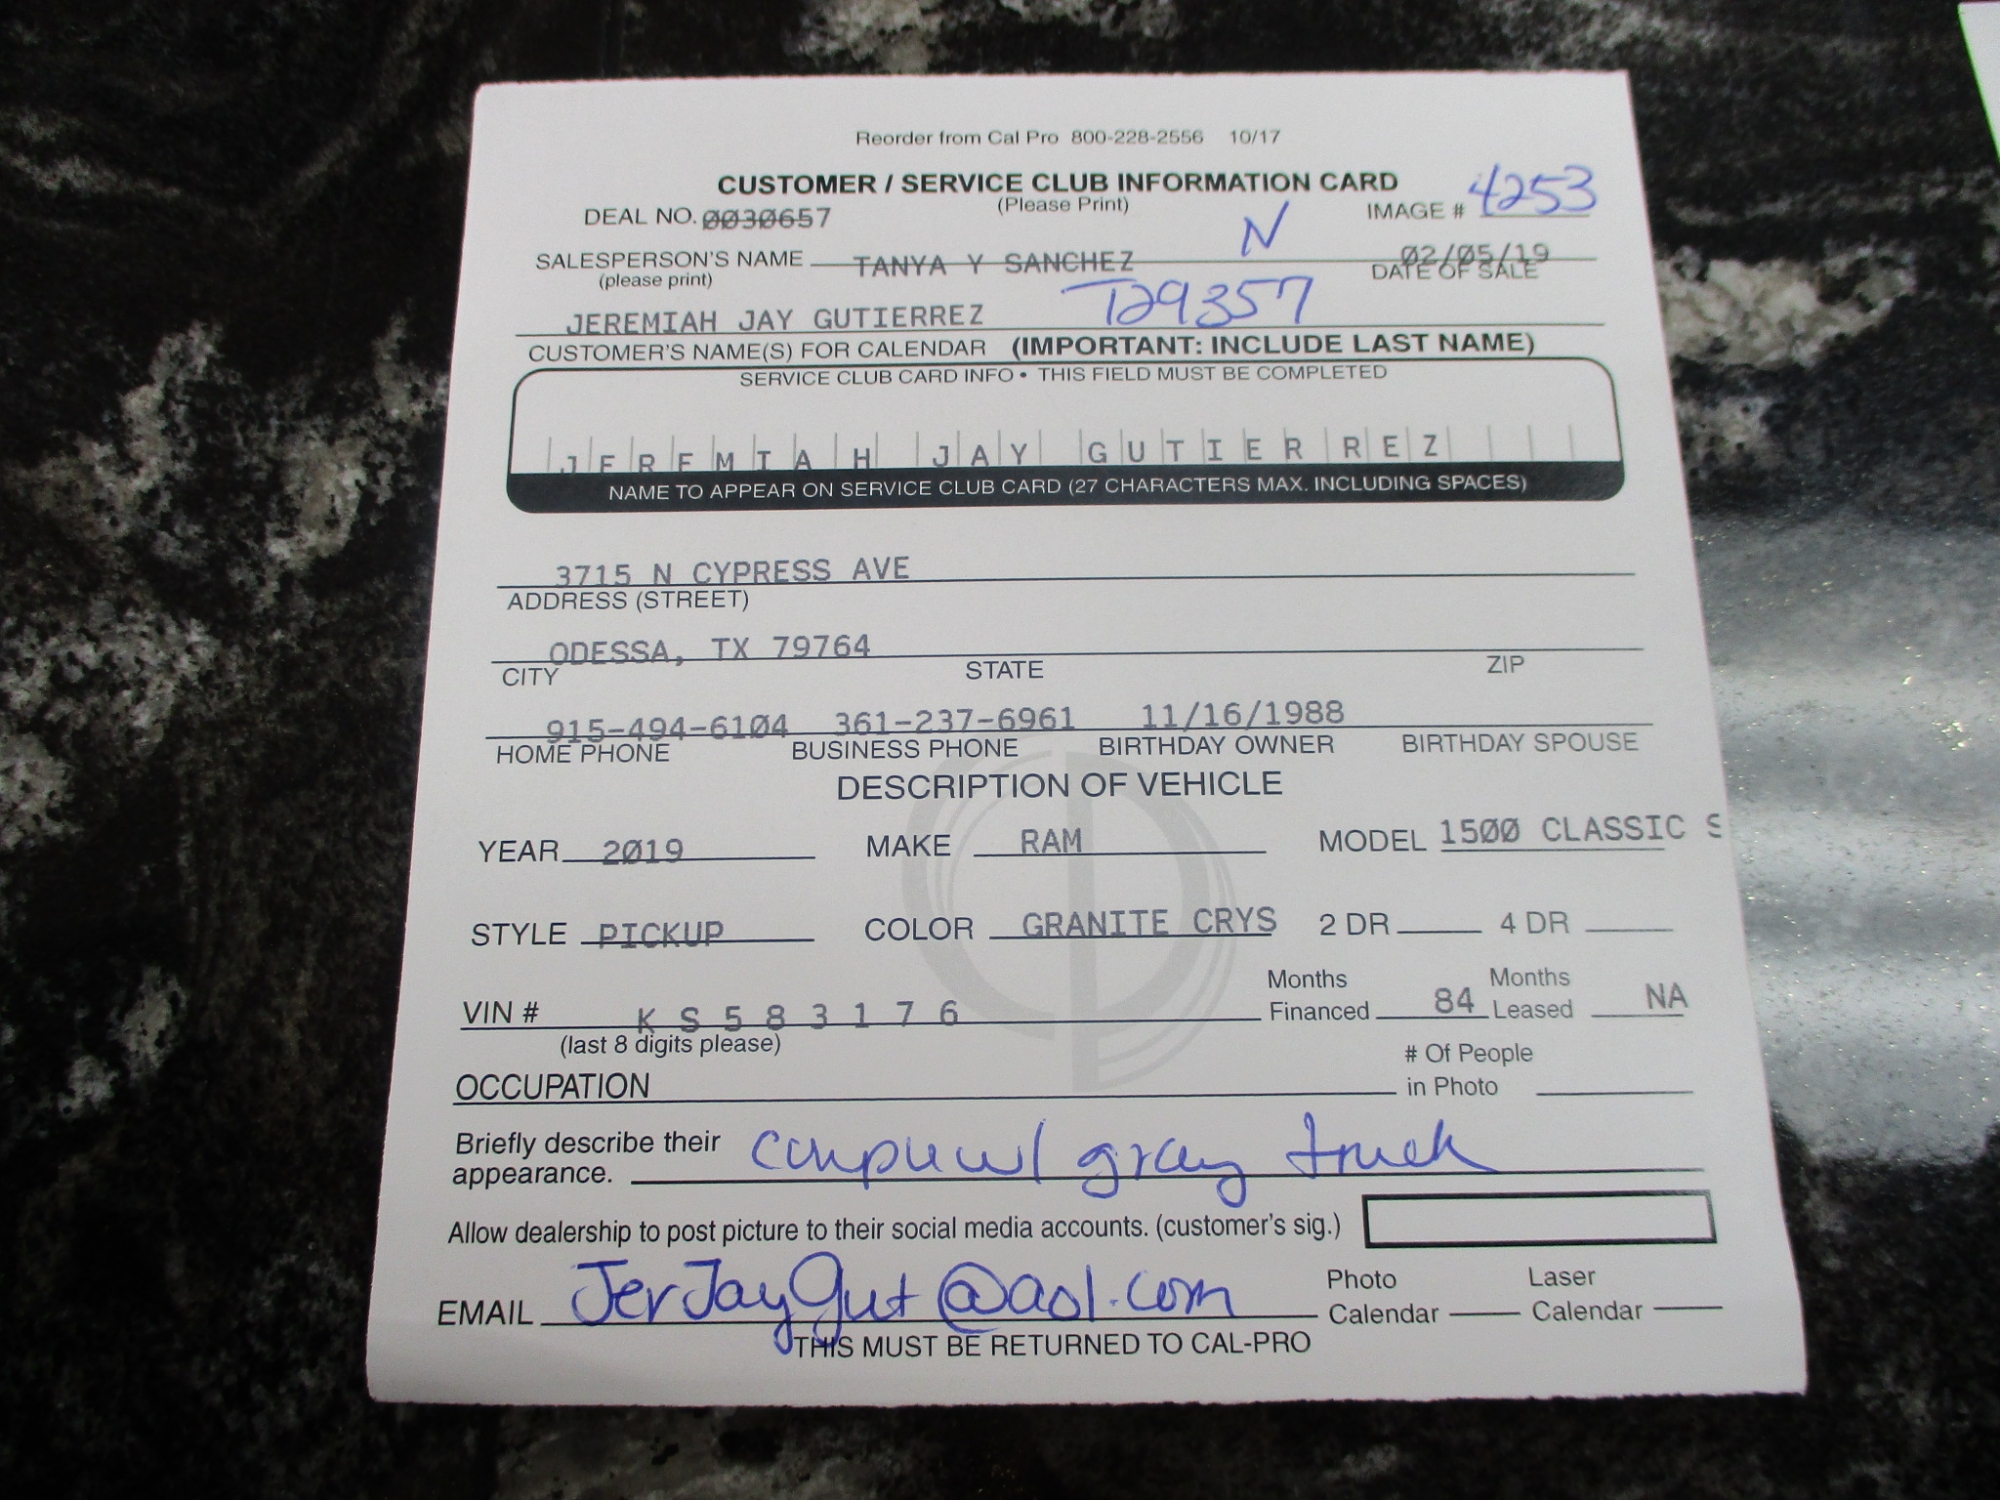 Reorder from Cal Pro 800-228-2556 10/17
CUSTOMER / SERVICE CLUB INFORMATION CARD
(Please Print)
IMAGE # 4253
DEAL NO. 0030657
N
SALESPERSON'S NAME TANYA Y SANCHEZ 02/05/19
(please print) DATE OF SALE
JEREMIAH JAY GUTIERREZ T29357
CUSTOMER'S NAME(S) FOR CALENDAR (IMPORTANT: INCLUDE LAST NAME)
SERVICE CLUB CARD INFO • THIS FIELD MUST BE COMPLETED
JEREMIAH JAY GUTIERREZ
NAME TO APPEAR ON SERVICE CLUB CARD (27 CHARACTERS MAX. INCLUDING SPACES)
3715 N CYPRESS AVE
ADDRESS (STREET)
ODESSA, TX 79764
CITY STATE ZIP
915-494-6104 361-237-6961 11/16/1988
HOME PHONE BUSINESS PHONE BIRTHDAY OWNER BIRTHDAY SPOUSE
DESCRIPTION OF VEHICLE
YEAR 2019 MAKE RAM MODEL 1500 CLASSIC S
STYLE PICKUP COLOR GRANITE CRYS 2 DR 4 DR
Months Months
VIN # KS583176 Financed 84 Leased NA
(last 8 digits please)
# Of People
OCCUPATION in Photo
Briefly describe their
appearance. w/ gray truck
Allow dealership to post picture to their social media accounts. (customer's sig.)
Photo Laser
EMAIL JerJayGut@aol.com Calendar Calendar
THIS MUST BE RETURNED TO CAL-PRO